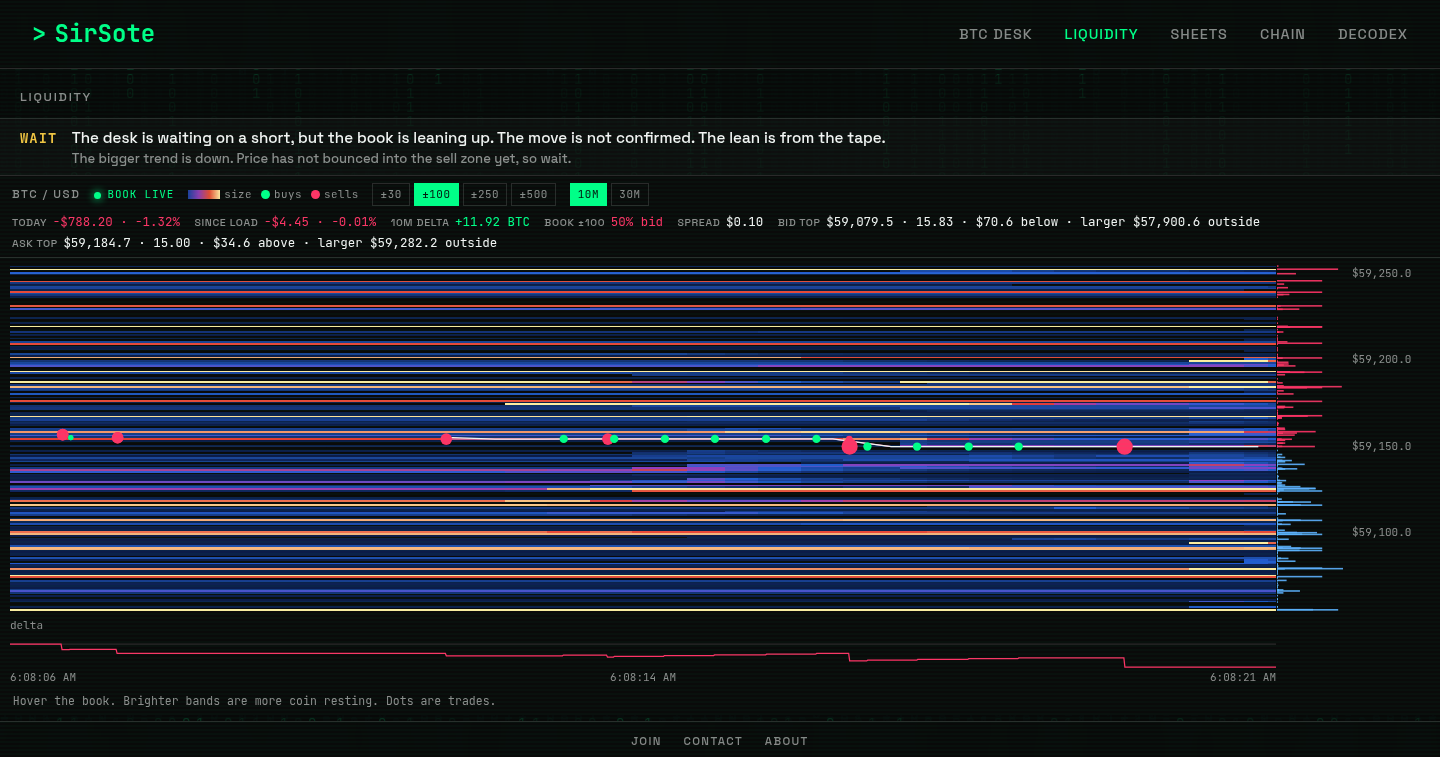 > SirSote
BTC DESK LIQUIDITY SHEETS CHAIN DECODEX
LIQUIDITY
WAIT The desk is waiting on a short, but the book is leaning up. The move is not confirmed. The lean is from the tape.
The bigger trend is down. Price has not bounced into the sell zone yet, so wait.
BTC / USD BOOK LIVE size buys sells ±30 ±100 ±250 ±500 10M 30M
TODAY -$788.20 · -1.32% SINCE LOAD -$4.45 · -0.01% 10M DELTA +11.92 BTC BOOK ±100 50% bid SPREAD $0.10 BID TOP $59,079.5 · 15.83 · $70.6 below · larger $57,900.6 outside
ASK TOP $59,184.7 · 15.00 · $34.6 above · larger $59,282.2 outside
$59,250.0
$59,200.0
$59,150.0
$59,100.0
delta
6:08:06 AM 6:08:14 AM 6:08:21 AM
Hover the book. Brighter bands are more coin resting. Dots are trades.
JOIN CONTACT ABOUT